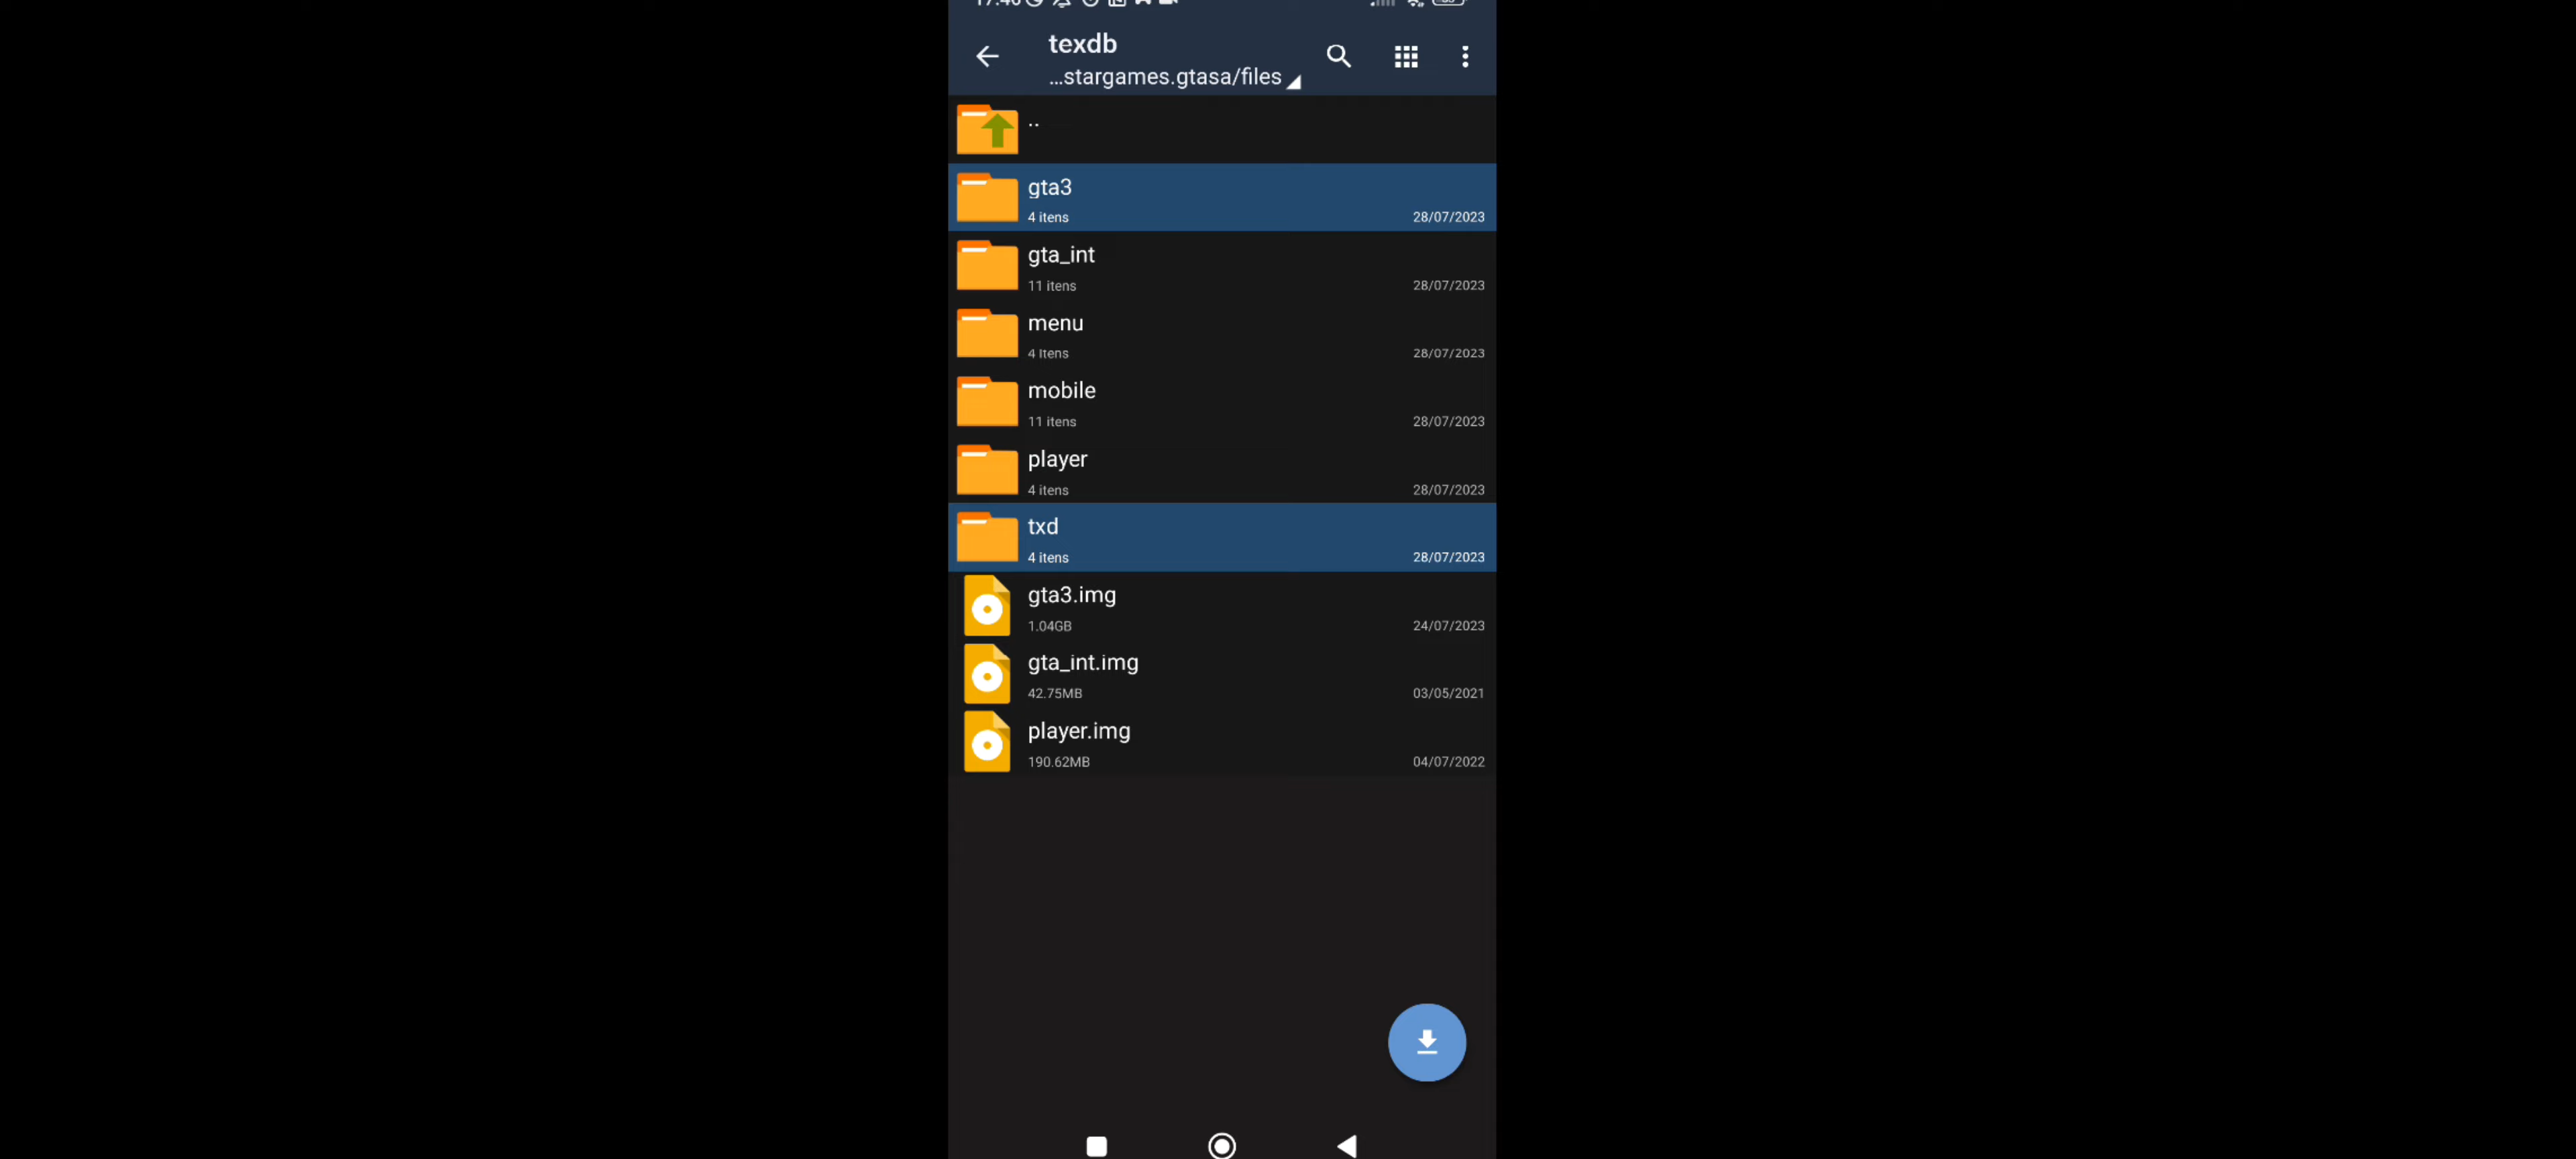 texdb
...stargames.gtasa/files
..
gta3
4 itens 28/07/2023
gta_int
11 itens 28/07/2023
menu
4 itens 28/07/2023
mobile
11 itens 28/07/2023
player
4 itens 28/07/2023
txd
4 itens 28/07/2023
gta3.img
1.04GB 24/07/2023
gta_int.img
42.75MB 03/05/2021
player.img
190.62MB 04/07/2022